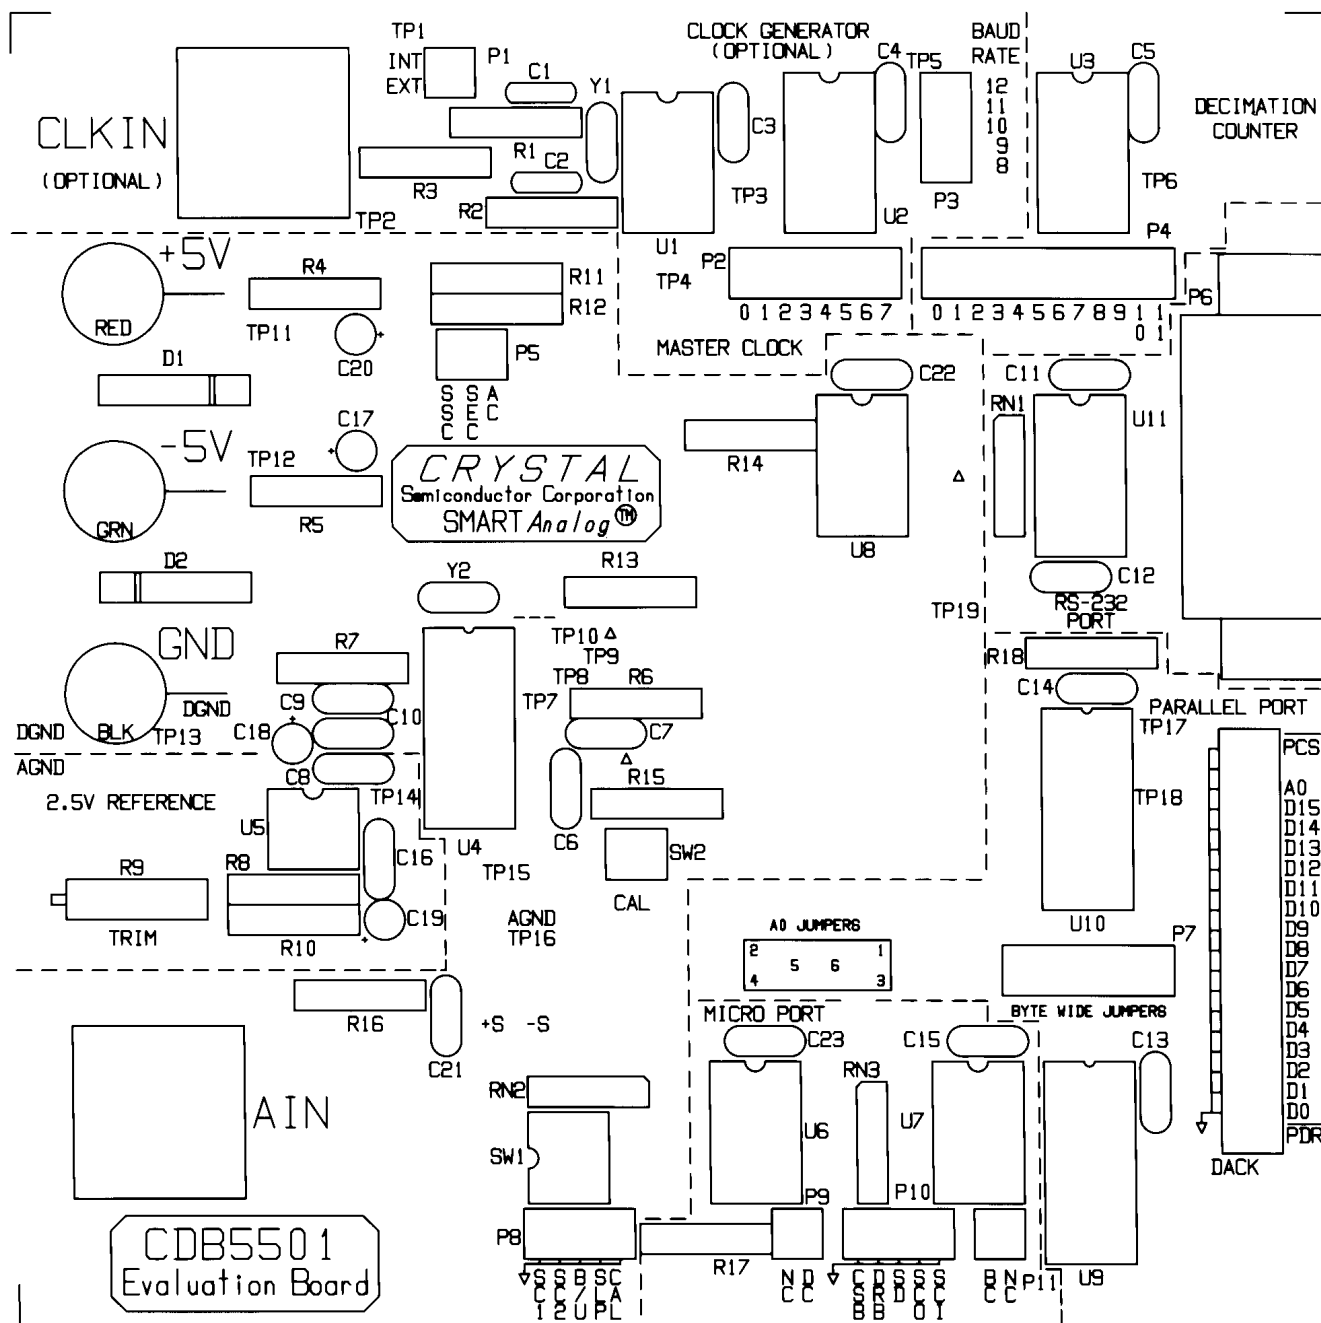 TP1
CLOCK GENERATOR
(OPTIONAL)
C4
BAUD
RATE
TP5
U3
C5
INT
EXT
P1
C1
Y1
12
11
10
9
8
DECIMATION
COUNTER
CLKIN
(OPTIONAL)
R1
C3
R3
C2
R2
TP2
TP3
U2
P3
TP6
U1
P2
P4
+5V
R4
R11
R12
TP4
P6
RED
TP11
C20
P5
0 1 2 3 4 5 6 7
0 1 2 3 4 5 6 7 8 9 1 1
0 1
MASTER CLOCK
D1
S S A
S E C
C C
C22
C11
RN1
U11
-5V
C17
TP12
GRN
R5
CRYSTAL
Semiconductor Corporation
SMART Analog TM
R14
U8
D2
Y2
R13
C12
RS-232
PORT
TP19
GND
R7
TP10
TP9
TP8
R6
R18
C14
C9
C10
TP7
DGND
DGND
BLK
TP13
C18
C7
PARALLEL PORT
TP17
PCS
AGND
C8
2.5V REFERENCE
TP14
R15
U5
C6
U4
SW2
TP18
A0
D15
D14
D13
D12
D11
D10
D9
D8
D7
D6
D5
D4
D3
D2
D1
D0
PDR
R9
R8
C16
TP15
CAL
TRIM
R10
C19
AGND
TP16
A0 JUMPERS
2 1
5 6
4 3
U10
P7
R16
C21
+S -S
MICRO PORT
BYTE WIDE JUMPERS
C23
C15
C13
AIN
RN2
RN3
SW1
U6
U7
DACK
P9
P10
P8
R17
P11
U9
CDB5501
Evaluation Board
S S B S C
C C / L A
1 2 U P L
N D
C C
C D S S S
S R D C C
B B O I
B N
C C